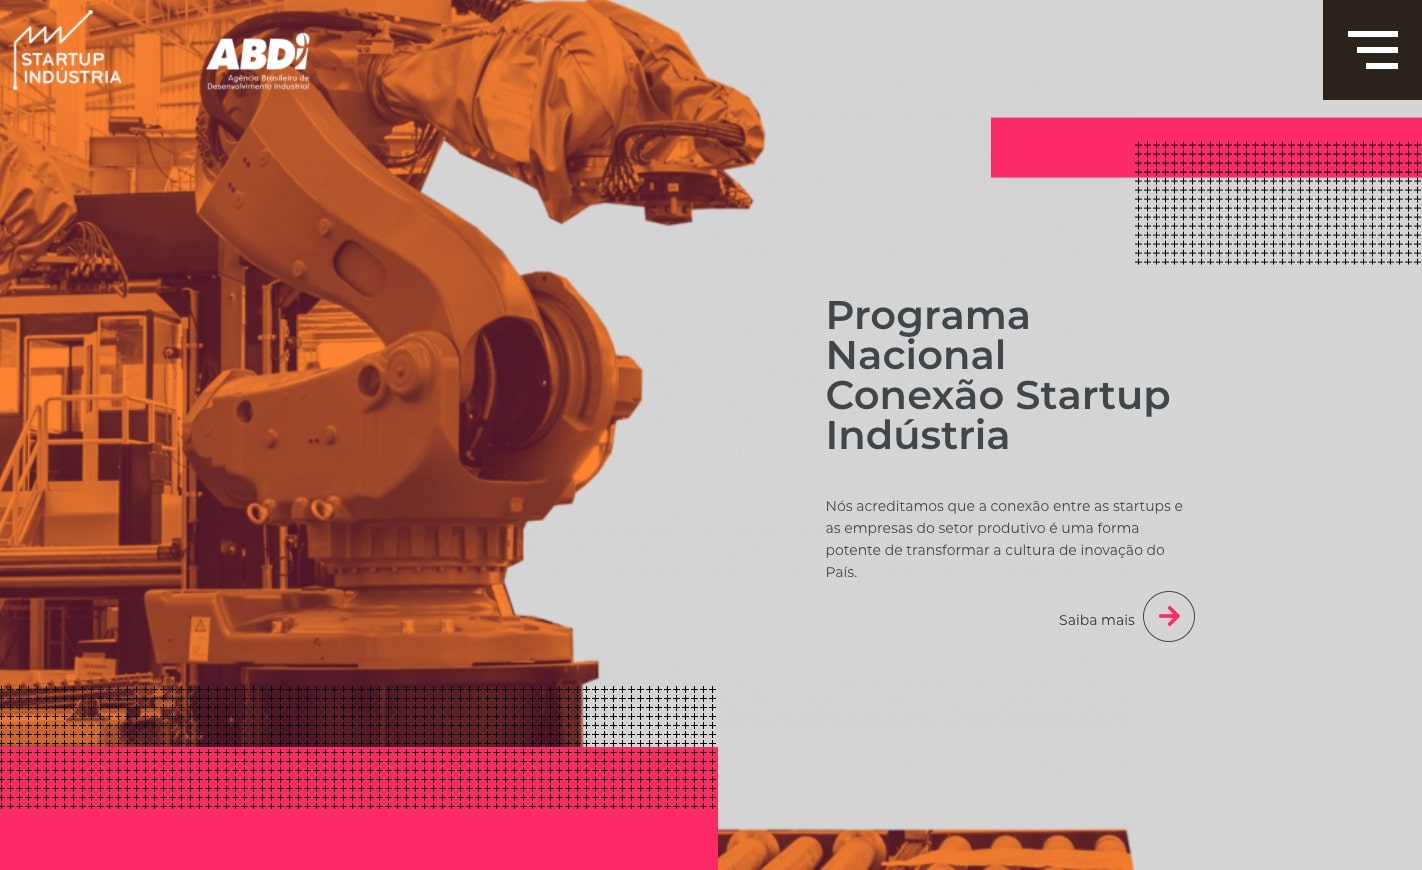 STARTUP
INDÚSTRIA
ABDi
Agência Brasileira de
Desenvolvimento Industrial
Programa
Nacional
Conexão Startup
Indústria
Nós acreditamos que a conexão entre as startups e
as empresas do setor produtivo é uma forma
potente de transformar a cultura de inovação do
País.
Saiba mais